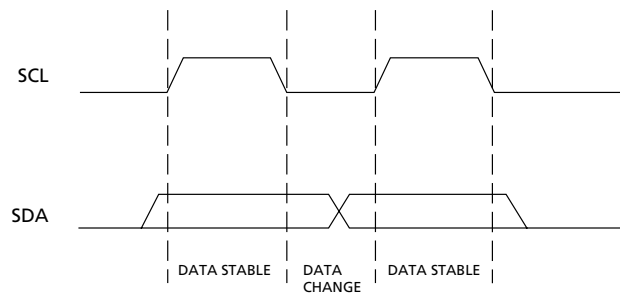 SCL
SDA
DATA STABLE
DATA
CHANGE
DATA STABLE